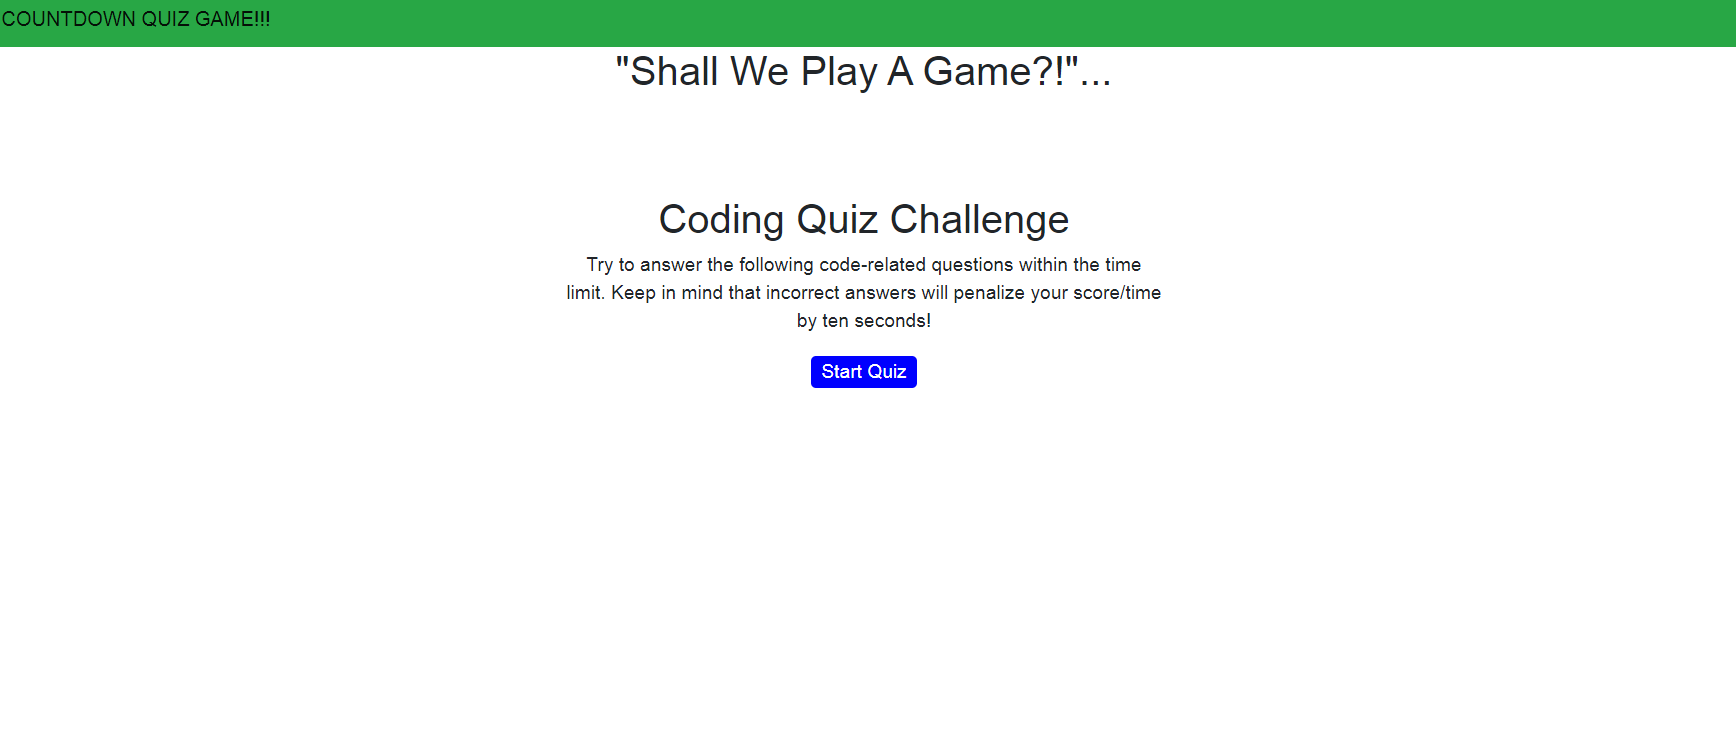 COUNTDOWN QUIZ GAME!!!
"Shall We Play A Game?!"...
Coding Quiz Challenge
Try to answer the following code-related questions within the time
limit. Keep in mind that incorrect answers will penalize your score/time
by ten seconds!
Start Quiz